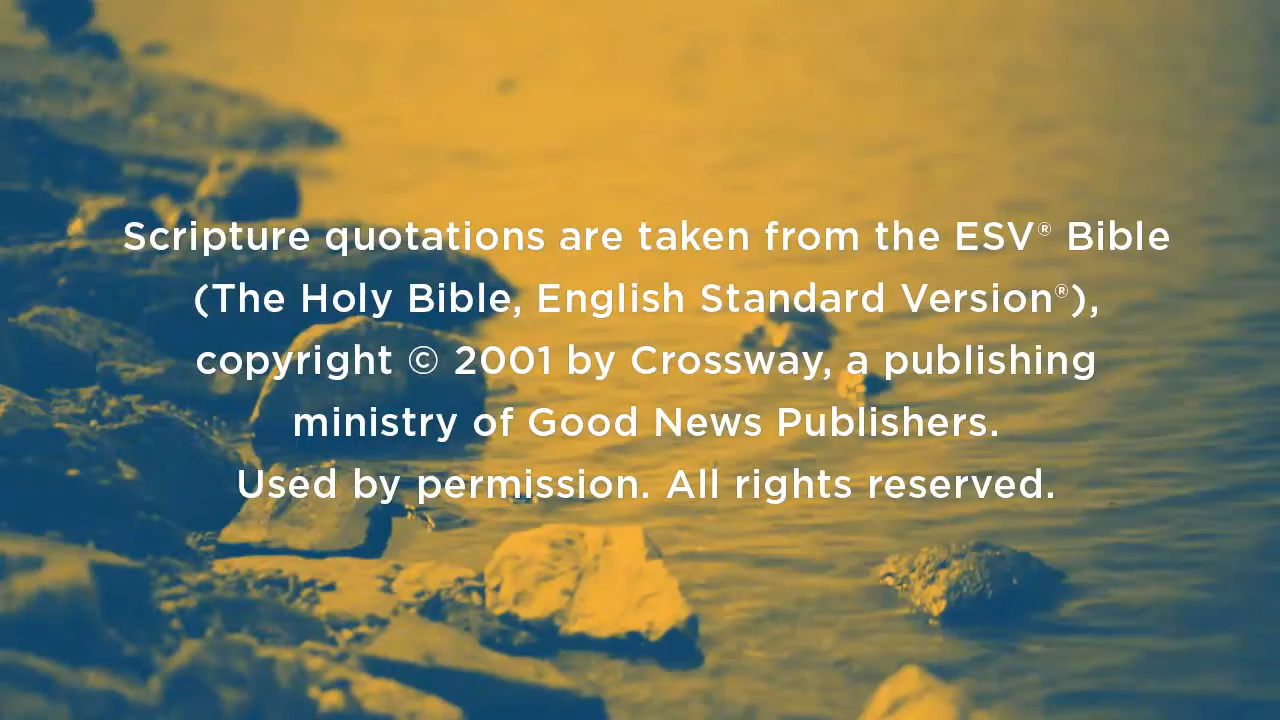 Scripture quotations are taken from the ESV® Bible
(The Holy Bible, English Standard Version®),
copyright © 2001 by Crossway, a publishing
ministry of Good News Publishers.
Used by permission. All rights reserved.